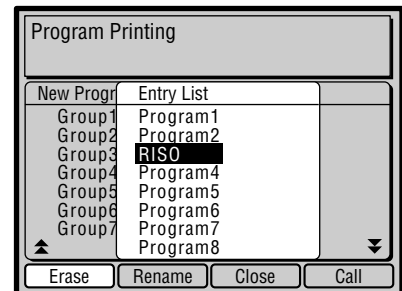 Program Printing
New Progr
Entry List
Group1
Program1
Group2
Program2
Group3
RISO
Group4
Program4
Group5
Program5
Group6
Program6
Group7
Program7
Program8
Erase
Rename
Close
Call